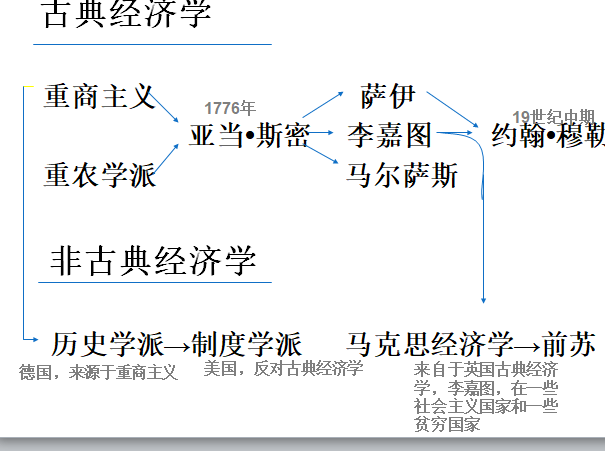 古典经济学
重商主义
1776年
亚当•斯密
萨伊
李嘉图
马尔萨斯
19世纪中期
约翰•穆勒
重农学派
非古典经济学
历史学派→制度学派
马克思经济学→前苏
德国，来源于重商主义
美国，反对古典经济学
来自于英国古典经济
学，李嘉图，在一些
社会主义国家和一些
贫穷国家